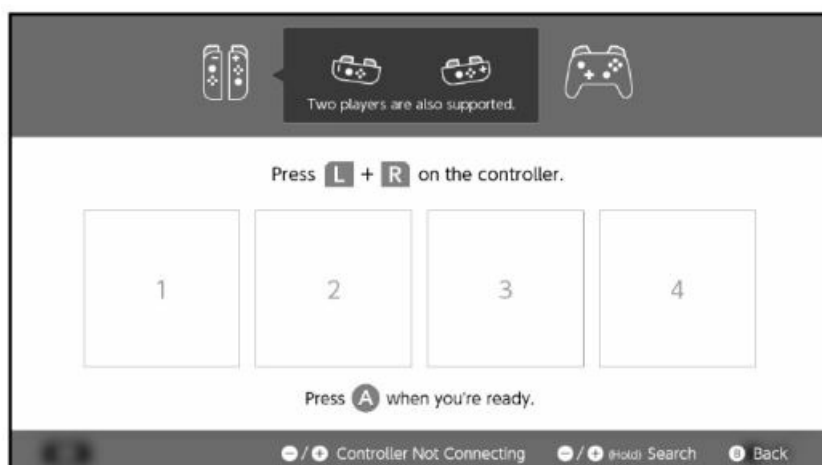 Two players are also supported.
Press L + R on the controller.
1 2 3 4
Press A when you're ready.
⊖/⊕ Controller Not Connecting ⊖/⊕ (Hold) Search B Back